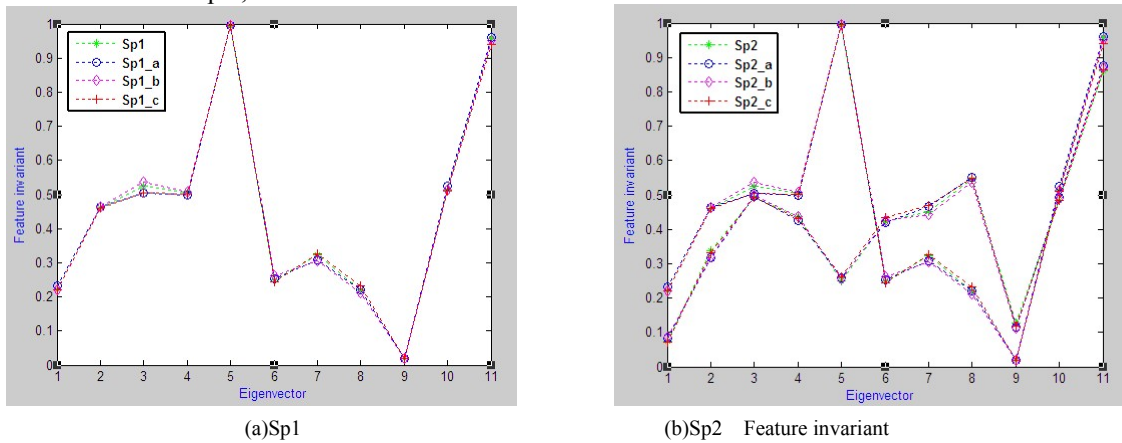 1
0.9
0.8
0.7
0.6
0.5
0.4
0.3
0.2
0.1
0
Feature invariant
Sp1
Sp1_a
Sp1_b
Sp1_c
1 2 3 4 5 6 7 8 9 10 11
Eigenvector
(a)Sp1
1
0.9
0.8
0.7
0.6
0.5
0.4
0.3
0.2
0.1
0
Feature invariant
Sp2
Sp2_a
Sp2_b
Sp2_c
1 2 3 4 5 6 7 8 9 10 11
Eigenvector
(b)Sp2 Feature invariant